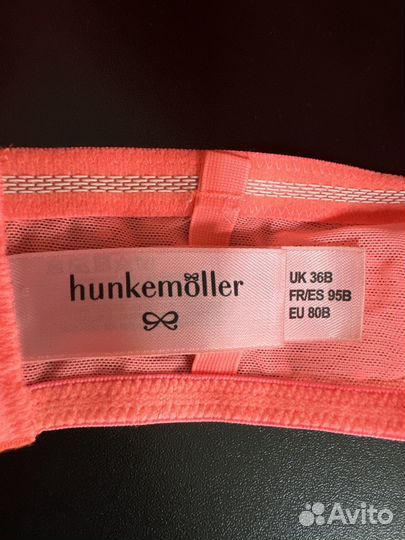 hunkemöller
UK 36B
FR/ES 95B
EU 80B
Avito